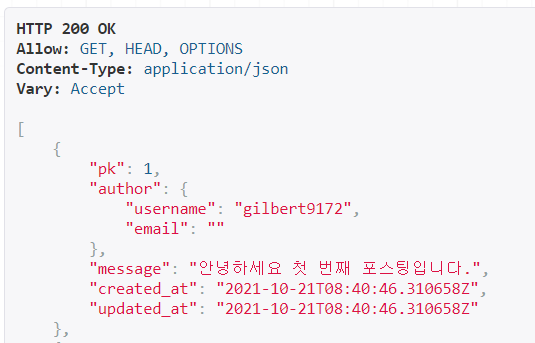 HTTP 200 OK
Allow: GET, HEAD, OPTIONS
Content-Type: application/json
Vary: Accept
[
{
"pk": 1,
"author": {
"username": "gilbert9172",
"email": ""
},
"message": "안녕하세요 첫 번째 포스팅입니다.",
"created_at": "2021-10-21T08:40:46.310658Z",
"updated_at": "2021-10-21T08:40:46.310658Z"
},